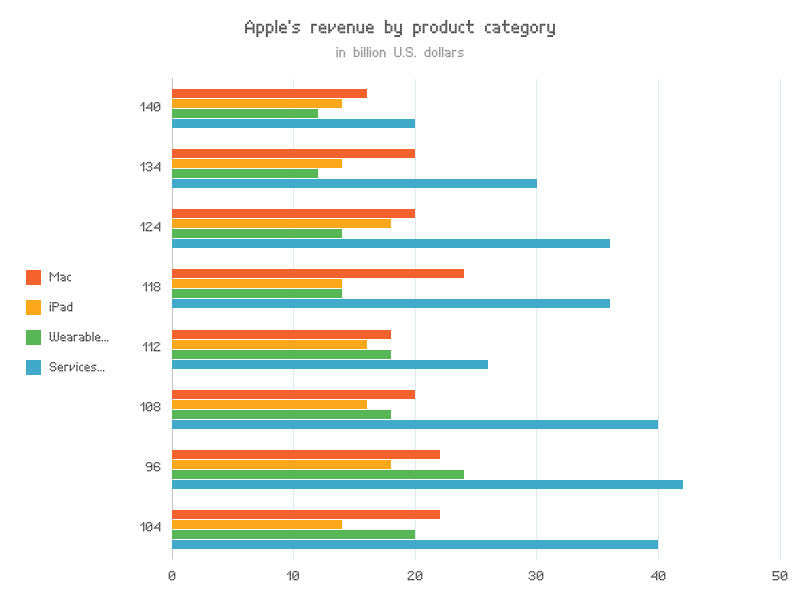 Apple's revenue by product category
in billion U.S. dollars
140
134
124
118
112
108
96
104
Mac
iPad
Wearable...
Services...
0 10 20 30 40 50